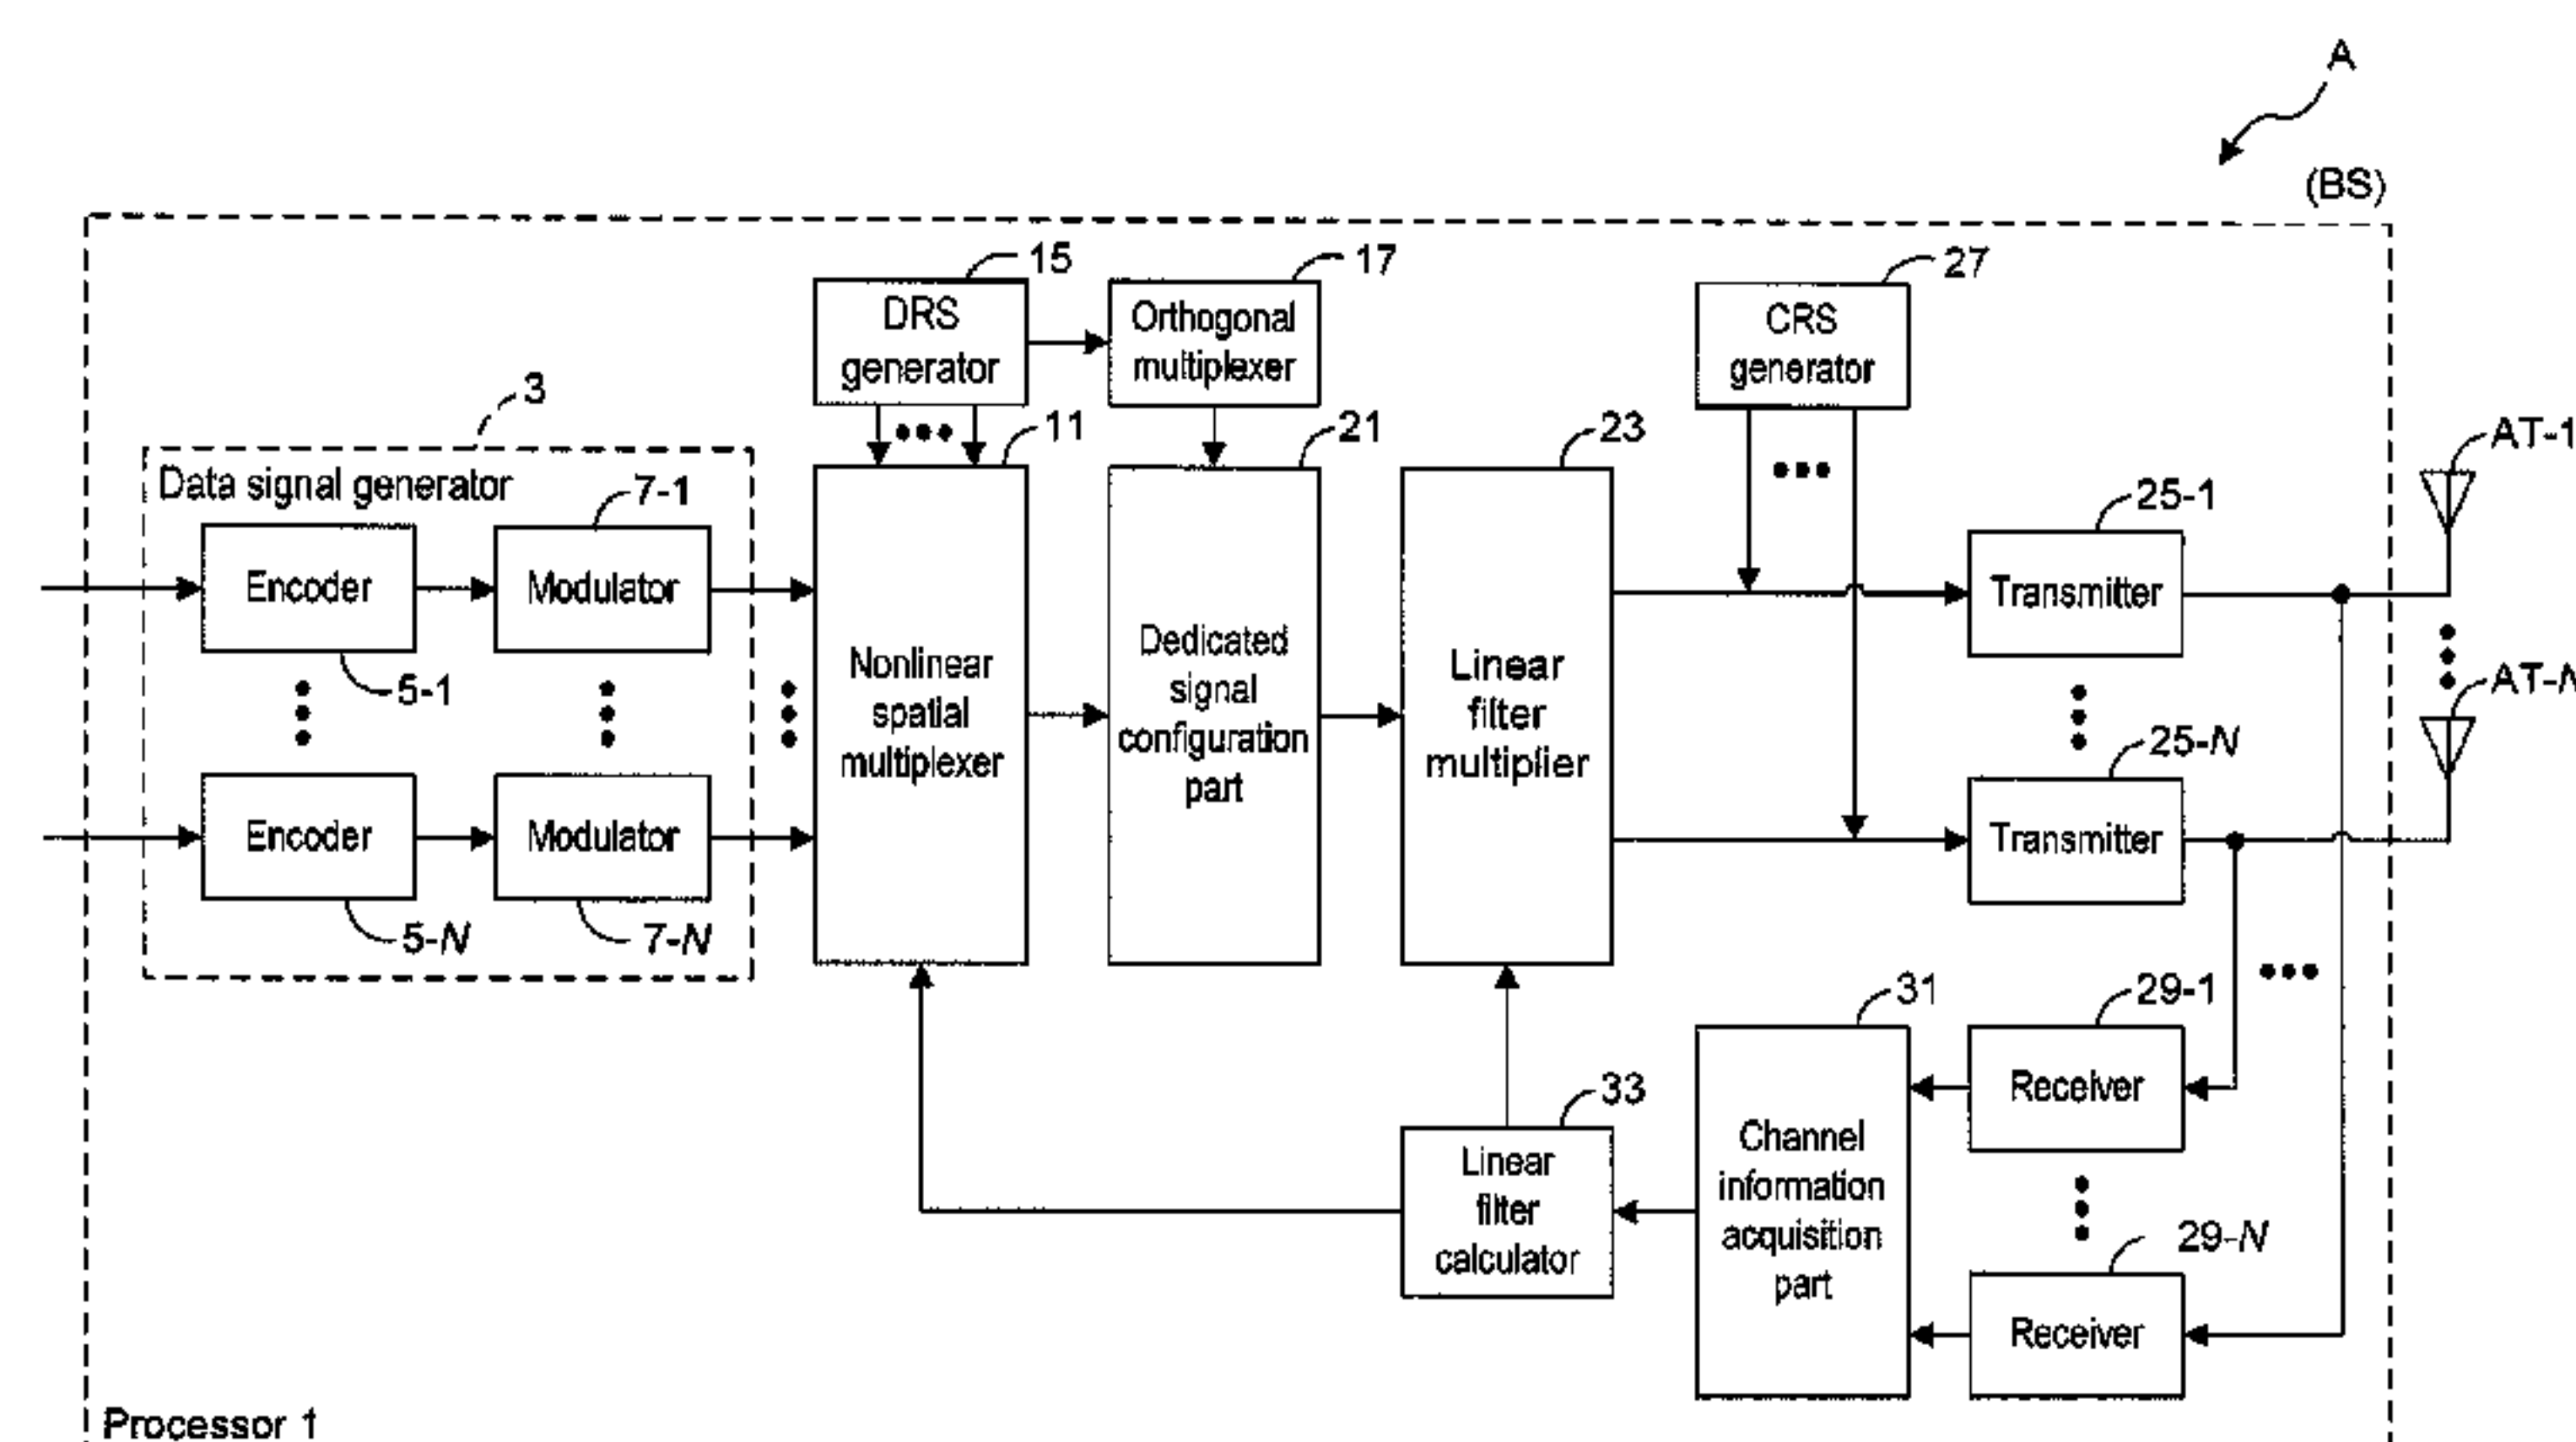 A
(BS)
15
17
27
DRS
generator
Orthogonal
multiplexer
CRS
generator
3
11
21
23
AT-1
Data signal generator
7-1
25-1
Encoder
Modulator
Transmitter
5-1
Nonlinear
spatial
multiplexer
Dedicated
signal
configuration
part
Linear
filter
multiplier
AT-N
25-N
Encoder
Modulator
Transmitter
5-N
7-N
31
29-1
33
Receiver
Linear
filter
calculator
Channel
information
acquisition
part
29-N
Receiver
Processor 1